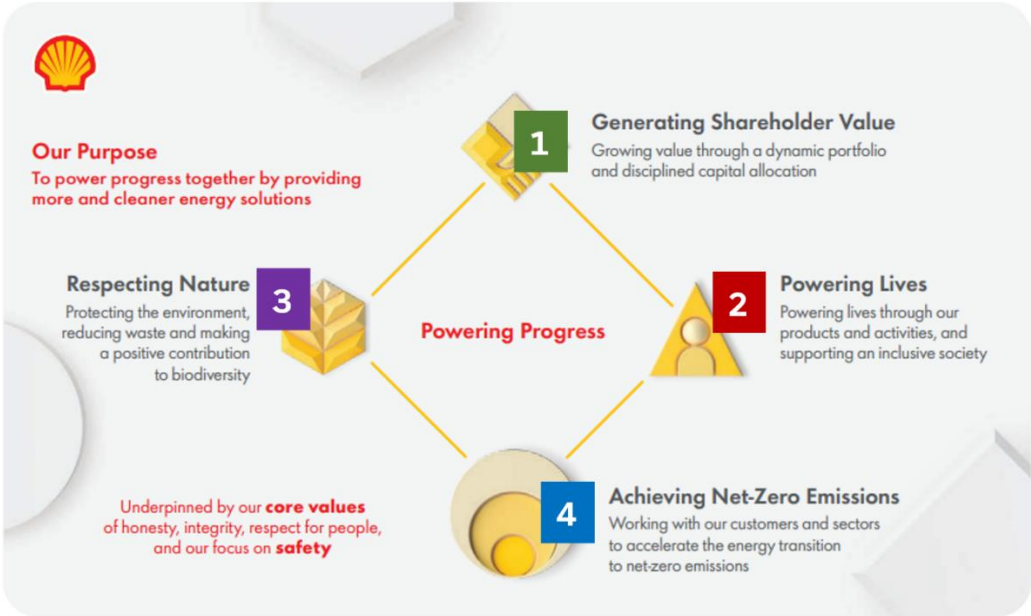 Our Purpose
To power progress together by providing
more and cleaner energy solutions
1
Generating Shareholder Value
Growing value through a dynamic portfolio
and disciplined capital allocation
3
Respecting Nature
Protecting the environment,
reducing waste and making
a positive contribution
to biodiversity
Powering Progress
2
Powering Lives
Powering lives through our
products and activities, and
supporting an inclusive society
Underpinned by our core values
of honesty, integrity, respect for people,
and our focus on safety
4
Achieving Net-Zero Emissions
Working with our customers and sectors
to accelerate the energy transition
to net-zero emissions